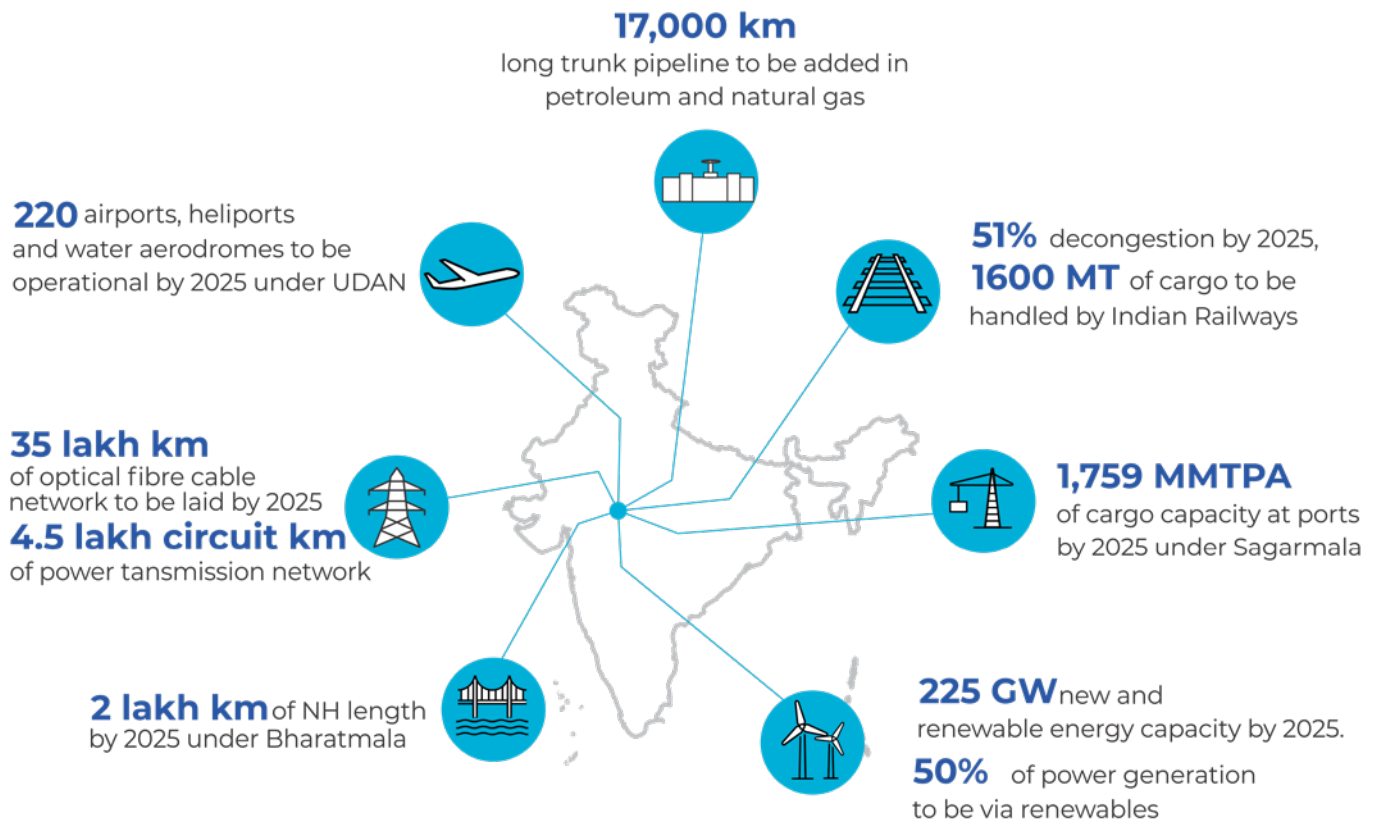 17,000 km
long trunk pipeline to be added in
petroleum and natural gas
220 airports, heliports
and water aerodromes to be
operational by 2025 under UDAN
51% decongestion by 2025,
1600 MT of cargo to be
handled by Indian Railways
35 lakh km
of optical fibre cable
network to be laid by 2025
4.5 lakh circuit km
of power tansmission network
1,759 MMTPA
of cargo capacity at ports
by 2025 under Sagarmala
2 lakh km of NH length
by 2025 under Bharatmala
225 GW new and
renewable energy capacity by 2025.
50% of power generation
to be via renewables